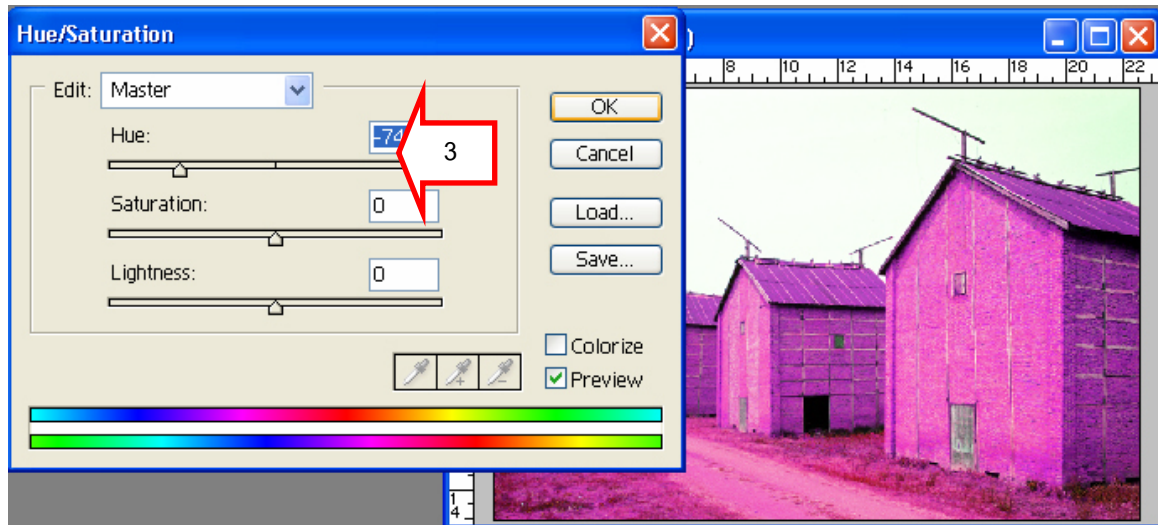 Hue/Saturation
)
Edit: Master
Hue: -74
3
Saturation: 0
Lightness: 0
OK
Cancel
Load...
Save...
Colorize
Preview
8 10 12 14 16 18 20 22
1
4